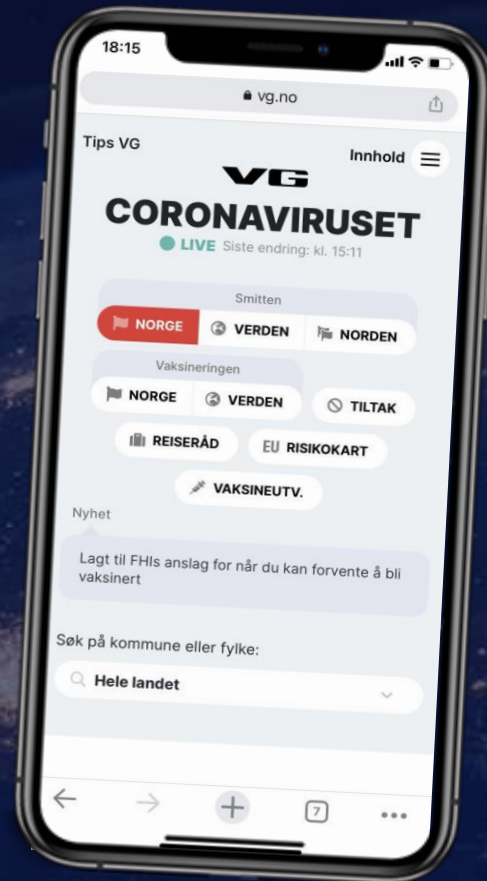 18:15
vg.no
Tips VG
Innhold
VG
CORONAVIRUSET
LIVE Siste endring: kl. 15:11
Smitten
NORGE VERDEN NORDEN
Vaksineringen
NORGE VERDEN TILTAK
REISERÅD EU RISIKOKART
VAKSINEUTV.
Nyhet
Lagt til FHIs anslag for når du kan forvente å bli
vaksinert
Søk på kommune eller fylke:
Hele landet
7